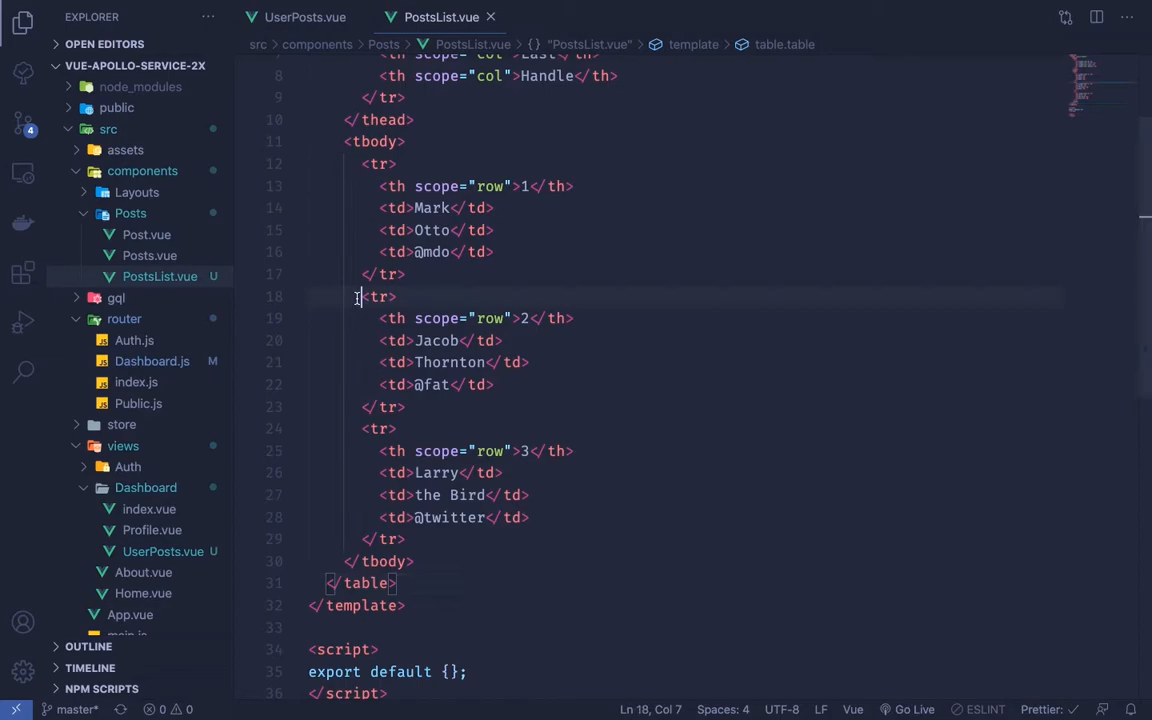 EXPLORER
OPEN EDITORS
VUE-APOLLO-SERVICE-2X
node_modules
public
src
assets
components
Layouts
Posts
Post.vue
Posts.vue
PostsList.vue U
gql
router
Auth.js
Dashboard.js M
index.js
Public.js
store
views
Auth
Dashboard
index.vue
Profile.vue
UserPosts.vue U
About.vue
Home.vue
App.vue
main.js
OUTLINE
TIMELINE
NPM SCRIPTS
4
UserPosts.vue PostsList.vue
src > components > Posts > PostsList.vue > {} "PostsList.vue" > template > table.table
7 <th scope="col">Last</th>
8 <th scope="col">Handle</th>
9 </tr>
10 </thead>
11 <tbody>
12 <tr>
13 <th scope="row">1</th>
14 <td>Mark</td>
15 <td>Otto</td>
16 <td>@mdo</td>
17 </tr>
18 <tr>
19 <th scope="row">2</th>
20 <td>Jacob</td>
21 <td>Thornton</td>
22 <td>@fat</td>
23 </tr>
24 <tr>
25 <th scope="row">3</th>
26 <td>Larry</td>
27 <td>the Bird</td>
28 <td>@twitter</td>
29 </tr>
30 </tbody>
31 </table>
32 </template>
33
34 <script>
35 export default {};
36 </script>
master* 0 0 Ln 18, Col 7 Spaces: 4 UTF-8 LF Vue Go Live ESLINT Prettier: